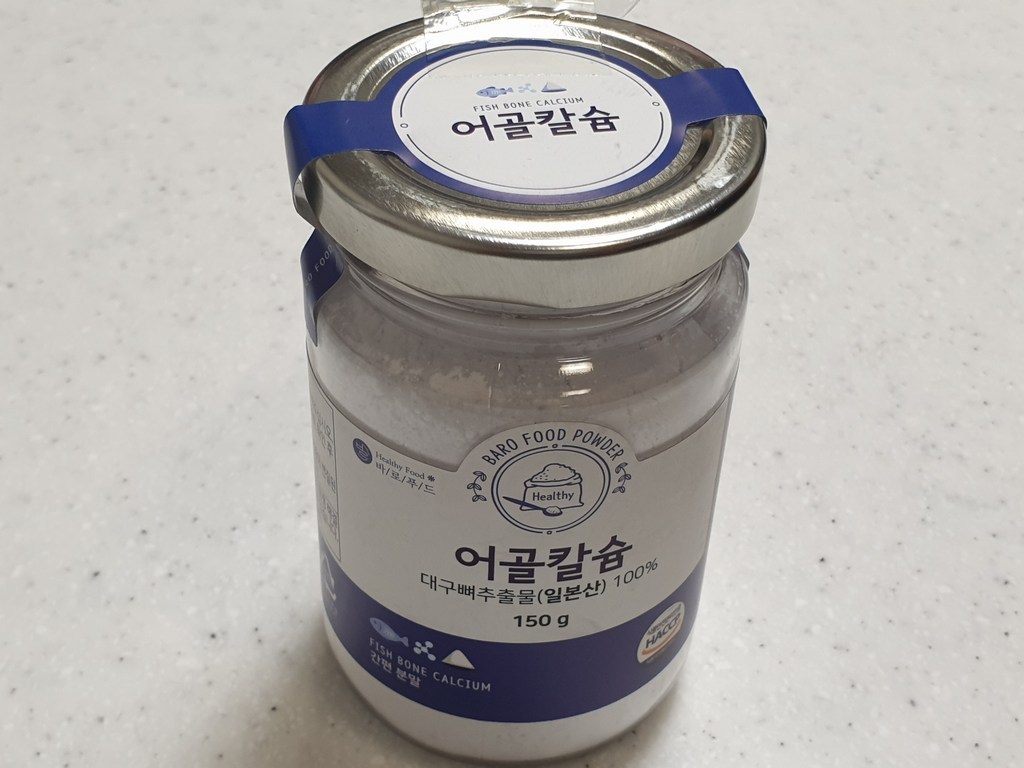 FISH BONE CALCIUM
어골칼슘
Healthy Food
바/로/푸/드
BARO FOOD POWDER
Healthy
어골칼슘
대구뼈추출물(일본산) 100%
150 g
HACCP
FISH BONE CALCIUM
간편 분말